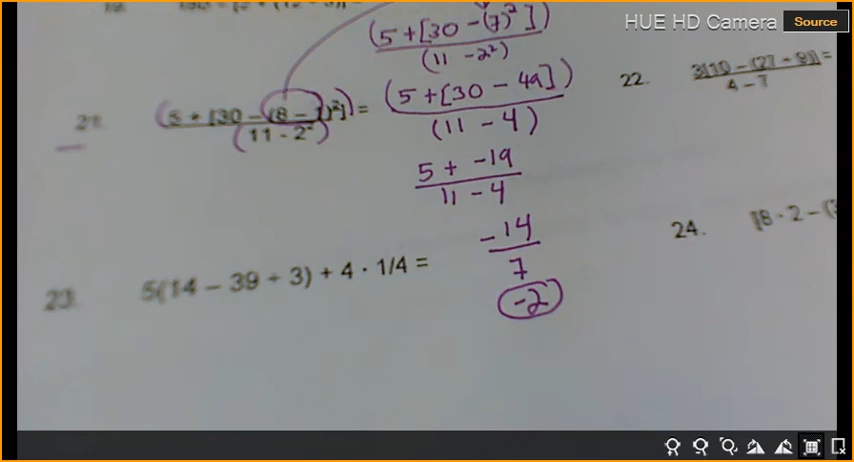 HUE HD Camera Source
(5 + [30 - (7)²])
(11 - 2²)
21. (5 + [30 - (8 - 1)²]) = (5 + [30 - 49])
(11 - 2²) (11 - 4)
22. 3[10 - (27 ÷ 9)] =
4 - 7
5 + -19
11 - 4
-14
7
-2
23. 5(14 - 39 ÷ 3) + 4 · 1/4 =
24. [8 · 2 - (3